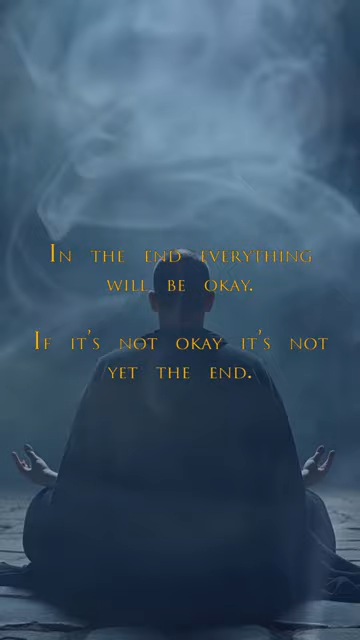 In the end everything
will be okay.
If it's not okay it's not
yet the end.